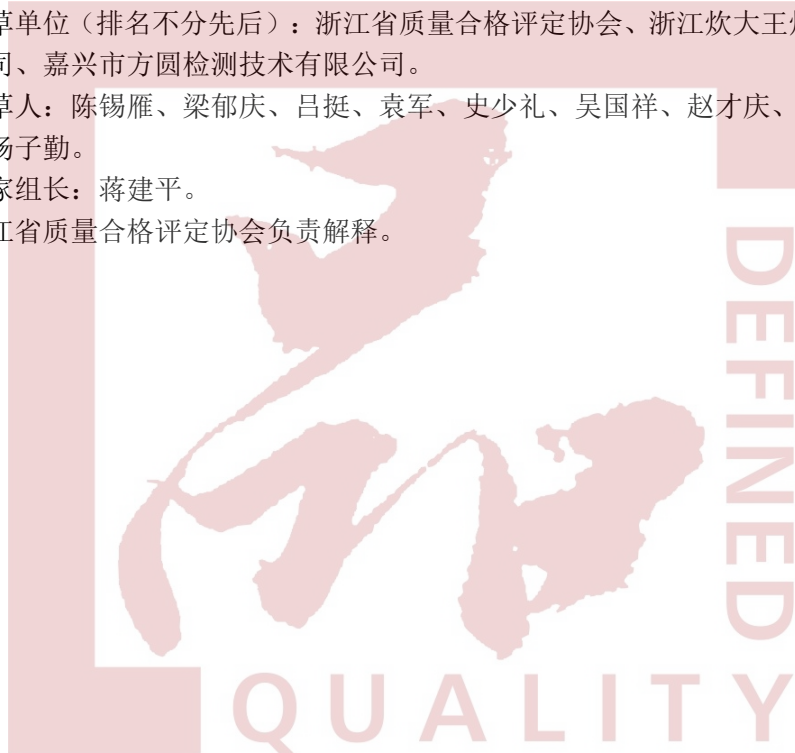 草单位（排名不分先后）：浙江省质量合格评定协会、浙江炊大王
司、嘉兴市方圆检测技术有限公司。
草人：陈锡雁、梁郁庆、吕挺、袁军、史少礼、吴国祥、赵才庆、
杨子勤。
家组长：蒋建平。
江省质量合格评定协会负责解释。
DEFINED
QUALITY